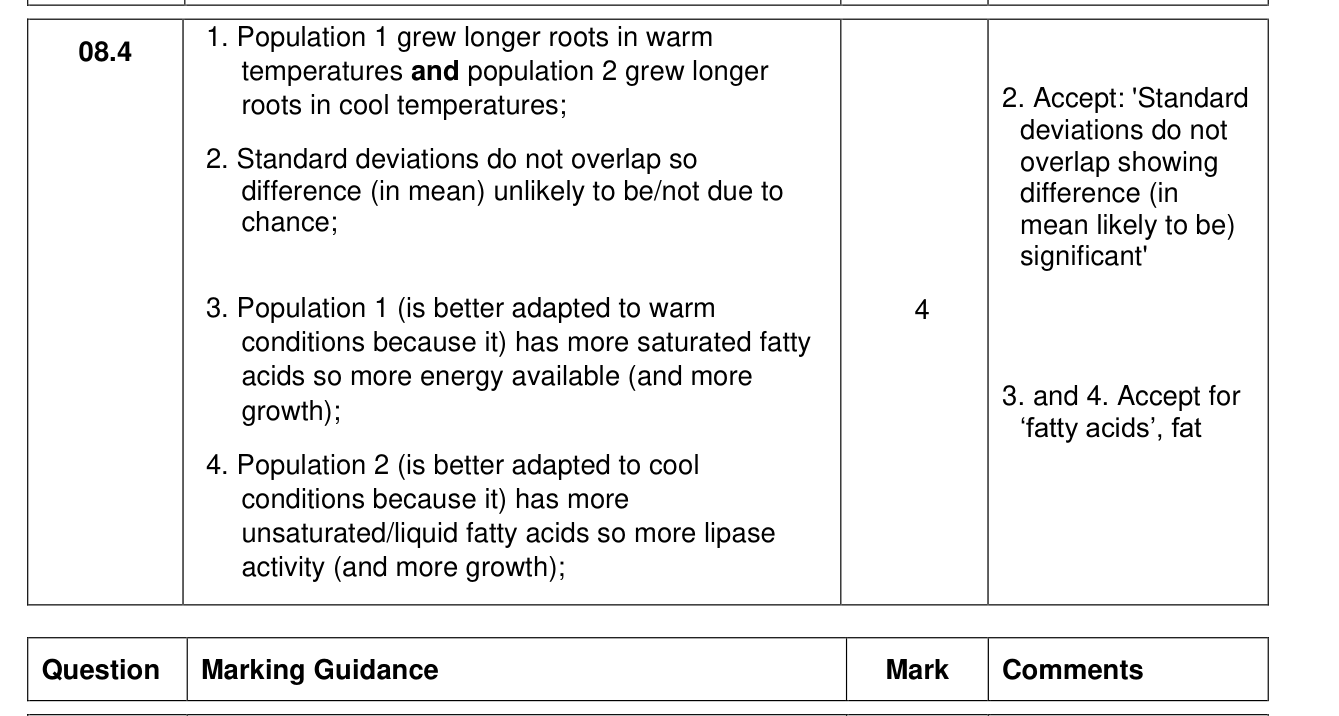 08.4
1. Population 1 grew longer roots in warm
temperatures and population 2 grew longer
roots in cool temperatures;
2. Standard deviations do not overlap so
difference (in mean) unlikely to be/not due to
chance;
3. Population 1 (is better adapted to warm
conditions because it) has more saturated fatty
acids so more energy available (and more
growth);
4. Population 2 (is better adapted to cool
conditions because it) has more
unsaturated/liquid fatty acids so more lipase
activity (and more growth);
4
2. Accept: 'Standard
deviations do not
overlap showing
difference (in
mean likely to be)
significant'
3. and 4. Accept for
‘fatty acids’, fat
Question Marking Guidance Mark Comments